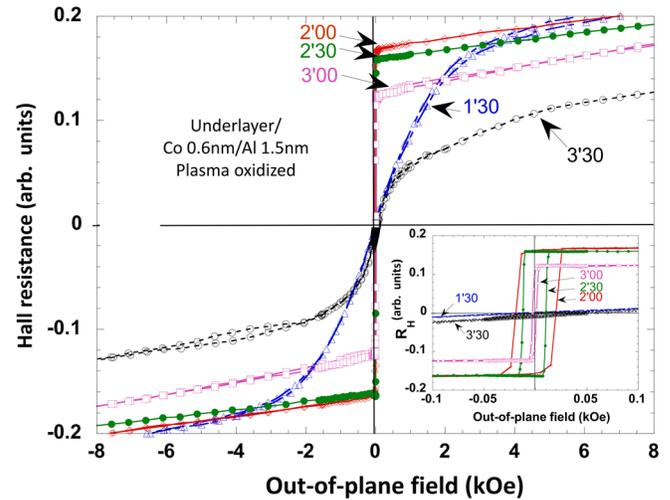 0.2
0.1
0
-0.1
-0.2
Hall resistance (arb. units)
2'00
2'30
3'00
1'30
3'30
Underlayer/
Co 0.6nm/Al 1.5nm
Plasma oxidized
-8 -6 -4 -2 0 2 4 6 8
Out-of-plane field (kOe)
0.2
0.1
0
-0.1
-0.2
R_H (arb. units)
3'00
2'30
2'00
1'30
3'30
-0.1 -0.05 0 0.05 0.1
Out-of-plane field (kOe)